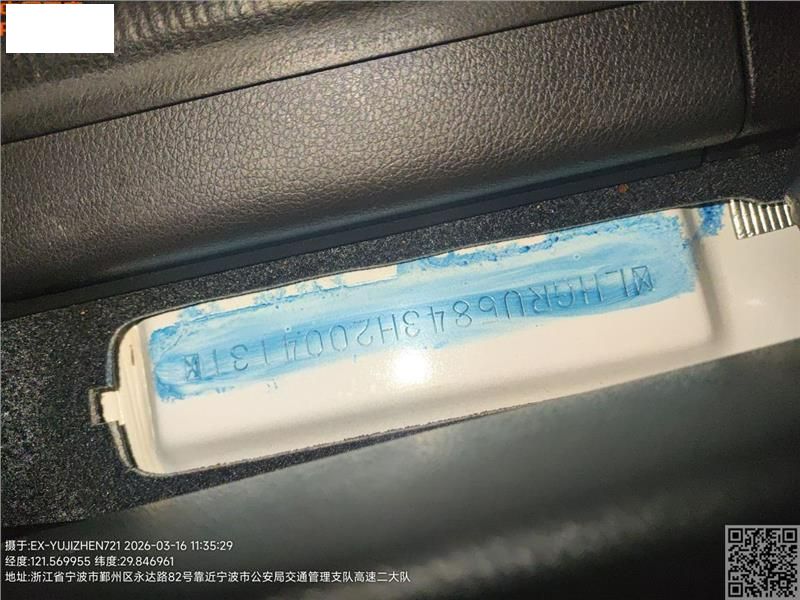 LHGRU5843H2004131
摄于:EX-YUJIZHEN721 2026-03-16 11:35:29
经度:121.569955 纬度:29.846961
地址:浙江省宁波市鄞州区永达路82号靠近宁波市公安局交通管理支队高速二大队